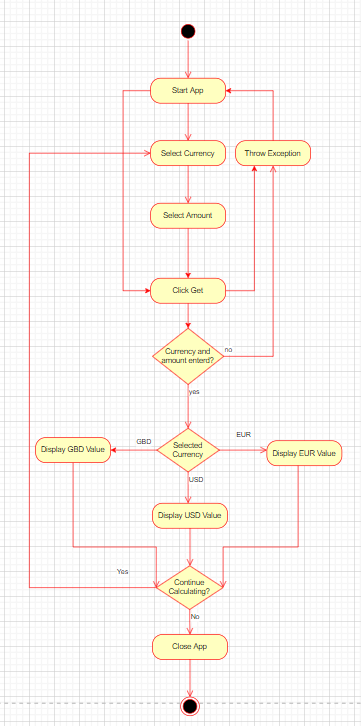 Start App
Select Currency
Throw Exception
Select Amount
Click Get
Currency and
amount enterd?
no
yes
GBD
EUR
Selected
Currency
Display GBD Value
Display EUR Value
USD
Display USD Value
Yes
Continue
Calculating?
No
Close App